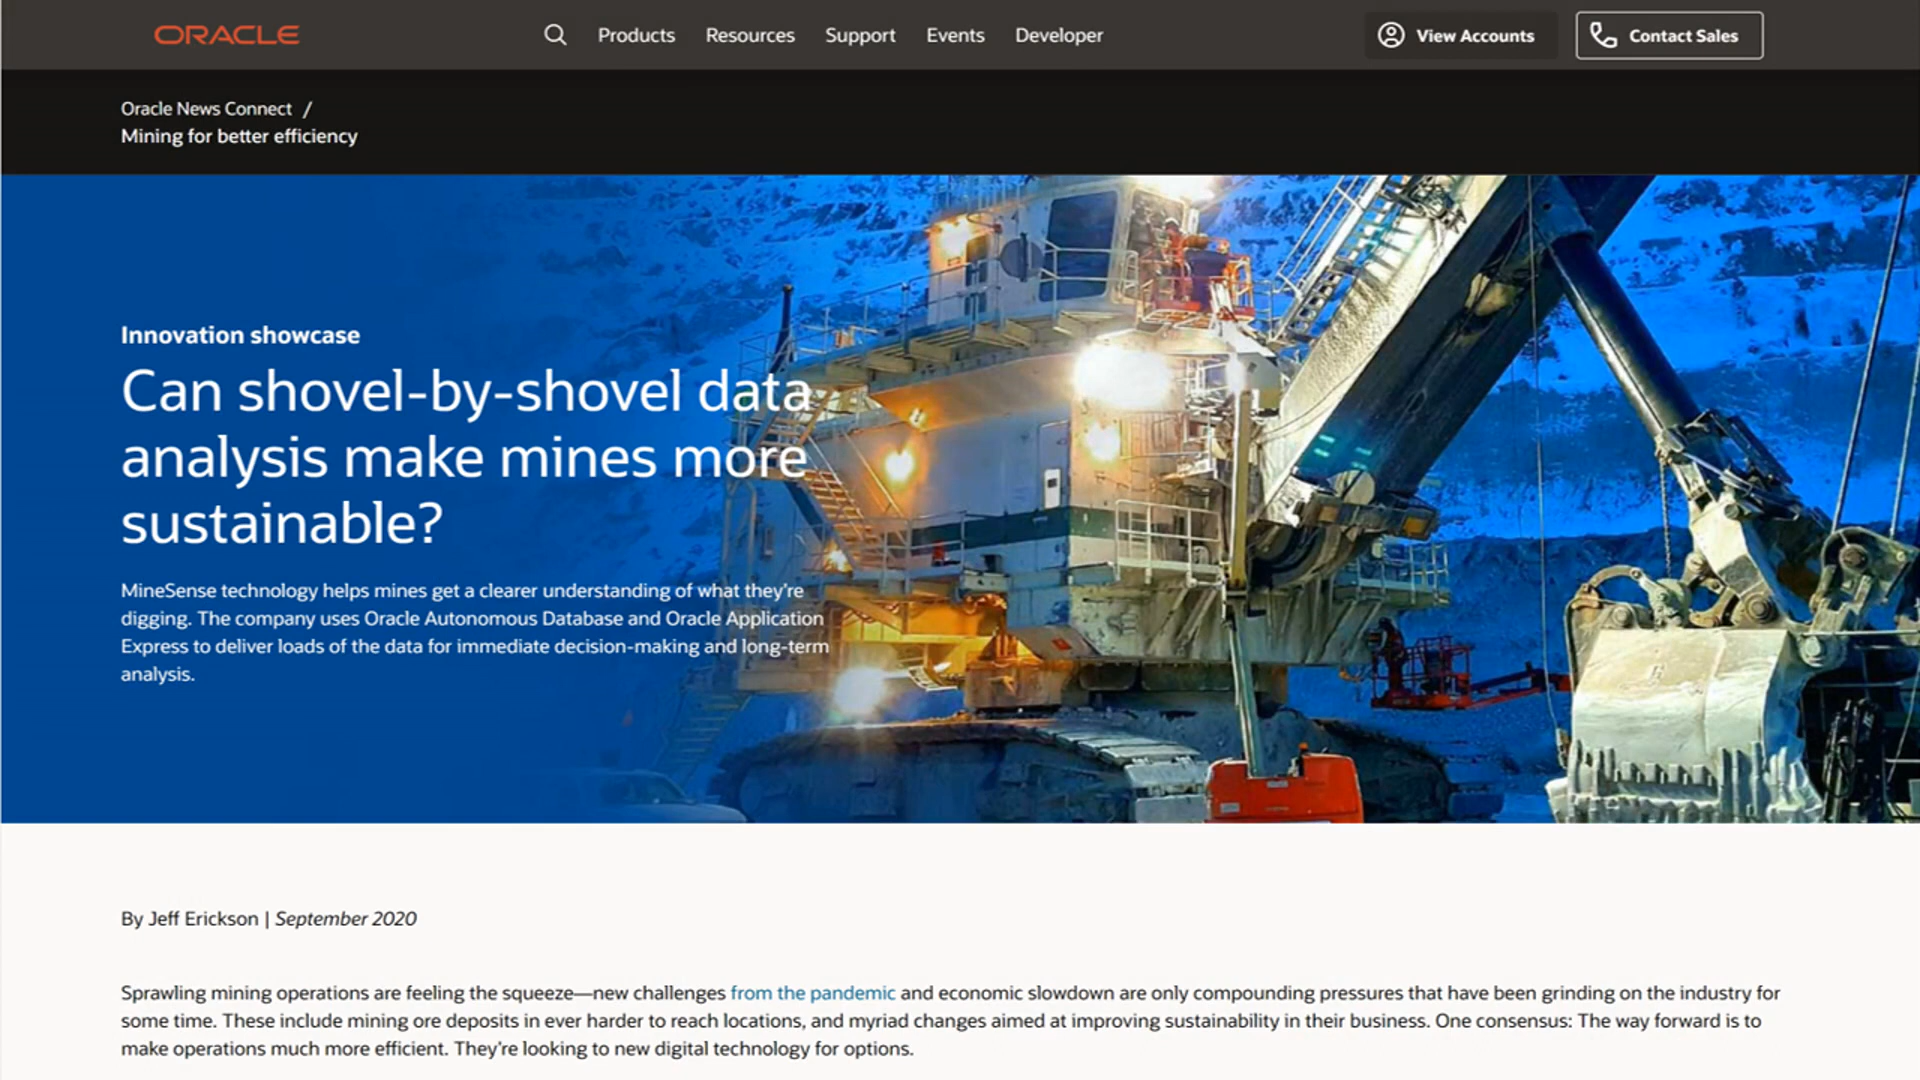 ORACLE
Products Resources Support Events Developer
View Accounts
Contact Sales
Oracle News Connect /
Mining for better efficiency
Innovation showcase
Can shovel-by-shovel data
analysis make mines more
sustainable?
MineSense technology helps mines get a clearer understanding of what they're
digging. The company uses Oracle Autonomous Database and Oracle Application
Express to deliver loads of the data for immediate decision-making and long-term
analysis.
By Jeff Erickson | September 2020
Sprawling mining operations are feeling the squeeze—new challenges from the pandemic and economic slowdown are only compounding pressures that have been grinding on the industry for
some time. These include mining ore deposits in ever harder to reach locations, and myriad changes aimed at improving sustainability in their business. One consensus: The way forward is to
make operations much more efficient. They're looking to new digital technology for options.